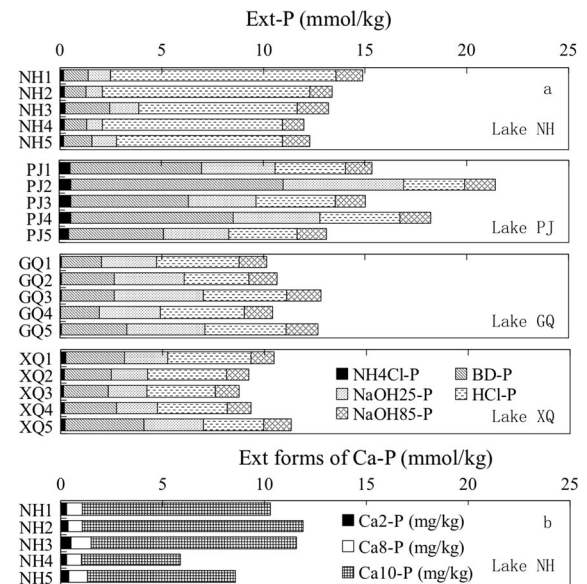 Ext-P (mmol/kg)
0 5 10 15 20 25
NH1
NH2
NH3
NH4
NH5
a
Lake NH
PJ1
PJ2
PJ3
PJ4
PJ5
Lake PJ
GQ1
GQ2
GQ3
GQ4
GQ5
Lake GQ
XQ1
XQ2
XQ3
XQ4
XQ5
NH4Cl-P BD-P
NaOH25-P HCl-P
NaOH85-P
Lake XQ
Ext forms of Ca-P (mmol/kg)
0 5 10 15 20 25
NH1
NH2
NH3
NH4
NH5
b
Ca2-P (mg/kg)
Ca8-P (mg/kg)
Ca10-P (mg/kg)
Lake NH